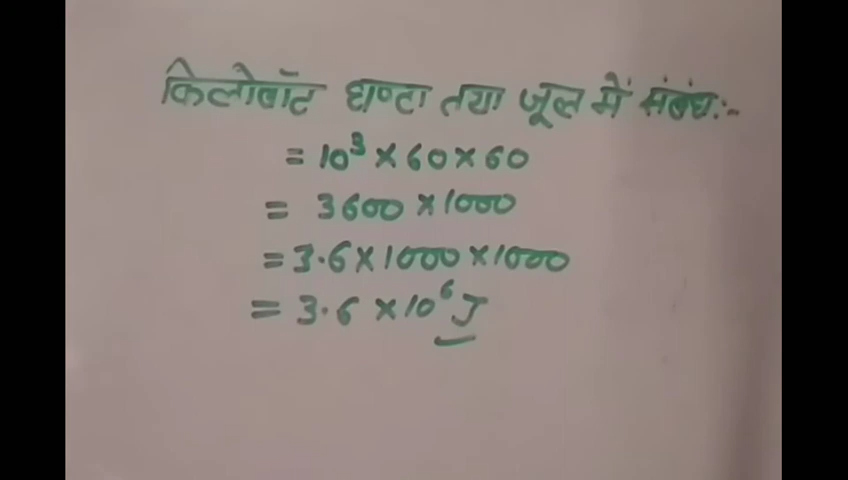 किलोवॉट घण्टा तथा जूल में संबंध:-
= 10³ × 60 × 60
= 3600 × 1000
= 3.6 × 1000 × 1000
= 3.6 × 10⁶ J